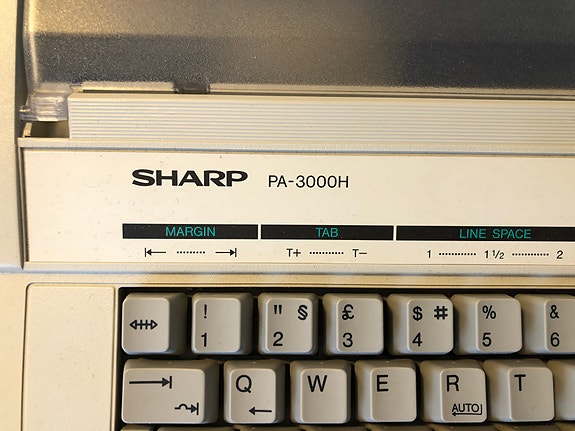 SHARP PA-3000H
MARGIN TAB LINE SPACE
T+ T- 1 1½ 2
! " § £ $ # % &
1 2 3 4 5 6
Q W E R T
AUTO